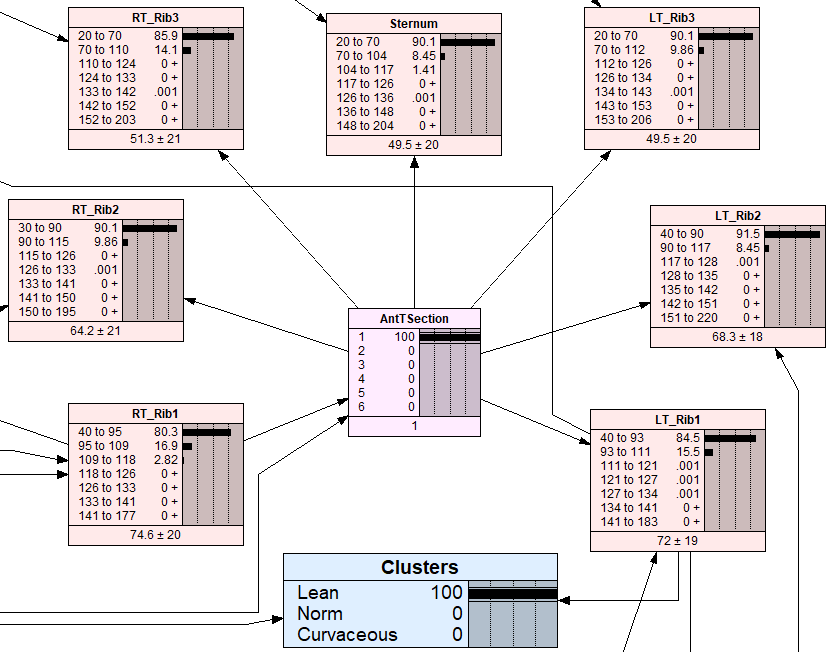 RT_Rib3
20 to 70 85.9
70 to 110 14.1
110 to 124 0 +
124 to 133 0 +
133 to 142 .001
142 to 152 0 +
152 to 203 0 +
51.3 ± 21
Sternum
20 to 70 90.1
70 to 104 8.45
104 to 117 1.41
117 to 126 0 +
126 to 136 .001
136 to 148 0 +
148 to 204 0 +
49.5 ± 20
LT_Rib3
20 to 70 90.1
70 to 112 9.86
112 to 126 0 +
126 to 134 0 +
134 to 143 .001
143 to 153 0 +
153 to 206 0 +
49.5 ± 20
RT_Rib2
30 to 90 90.1
90 to 115 9.86
115 to 126 0 +
126 to 133 .001
133 to 141 0 +
141 to 150 0 +
150 to 195 0 +
64.2 ± 21
LT_Rib2
40 to 90 91.5
90 to 117 8.45
117 to 128 .001
128 to 135 0 +
135 to 142 0 +
142 to 151 0 +
151 to 220 0 +
68.3 ± 18
AntTSection
1 100
2 0
3 0
4 0
5 0
6 0
1
RT_Rib1
40 to 95 80.3
95 to 109 16.9
109 to 118 2.82
118 to 126 0 +
126 to 133 0 +
133 to 141 0 +
141 to 177 0 +
74.6 ± 20
LT_Rib1
40 to 93 84.5
93 to 111 15.5
111 to 121 .001
121 to 127 .001
127 to 134 .001
134 to 141 0 +
141 to 183 0 +
72 ± 19
Clusters
Lean 100
Norm 0
Curvaceous 0